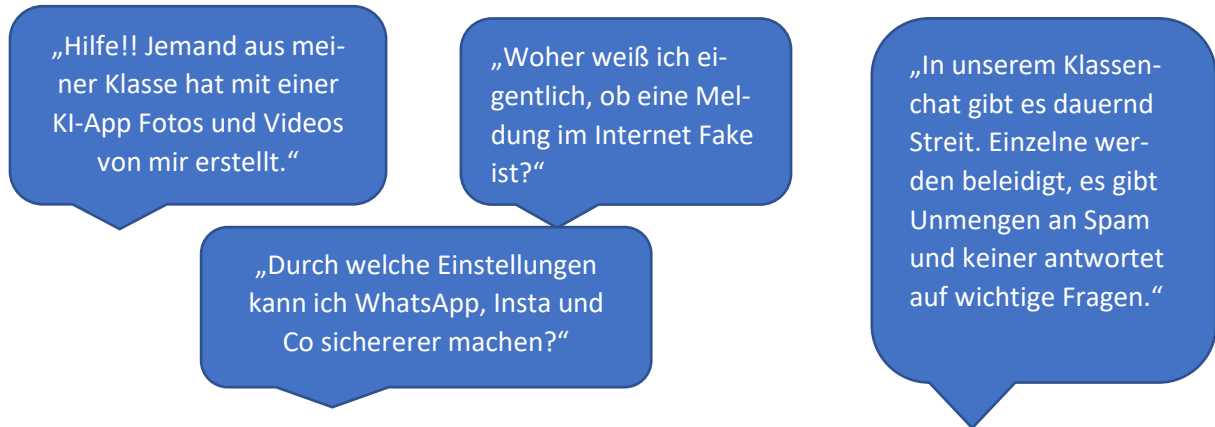 „Hilfe!! Jemand aus mei-
ner Klasse hat mit einer
KI-App Fotos und Videos
von mir erstellt.“
„Woher weiß ich ei-
gentlich, ob eine Mel-
dung im Internet Fake
ist?“
„In unserem Klassen-
chat gibt es dauernd
Streit. Einzelne wer-
den beleidigt, es gibt
Unmengen an Spam
und keiner antwortet
auf wichtige Fragen.“
„Durch welche Einstellungen
kann ich WhatsApp, Insta und
Co sichererer machen?“